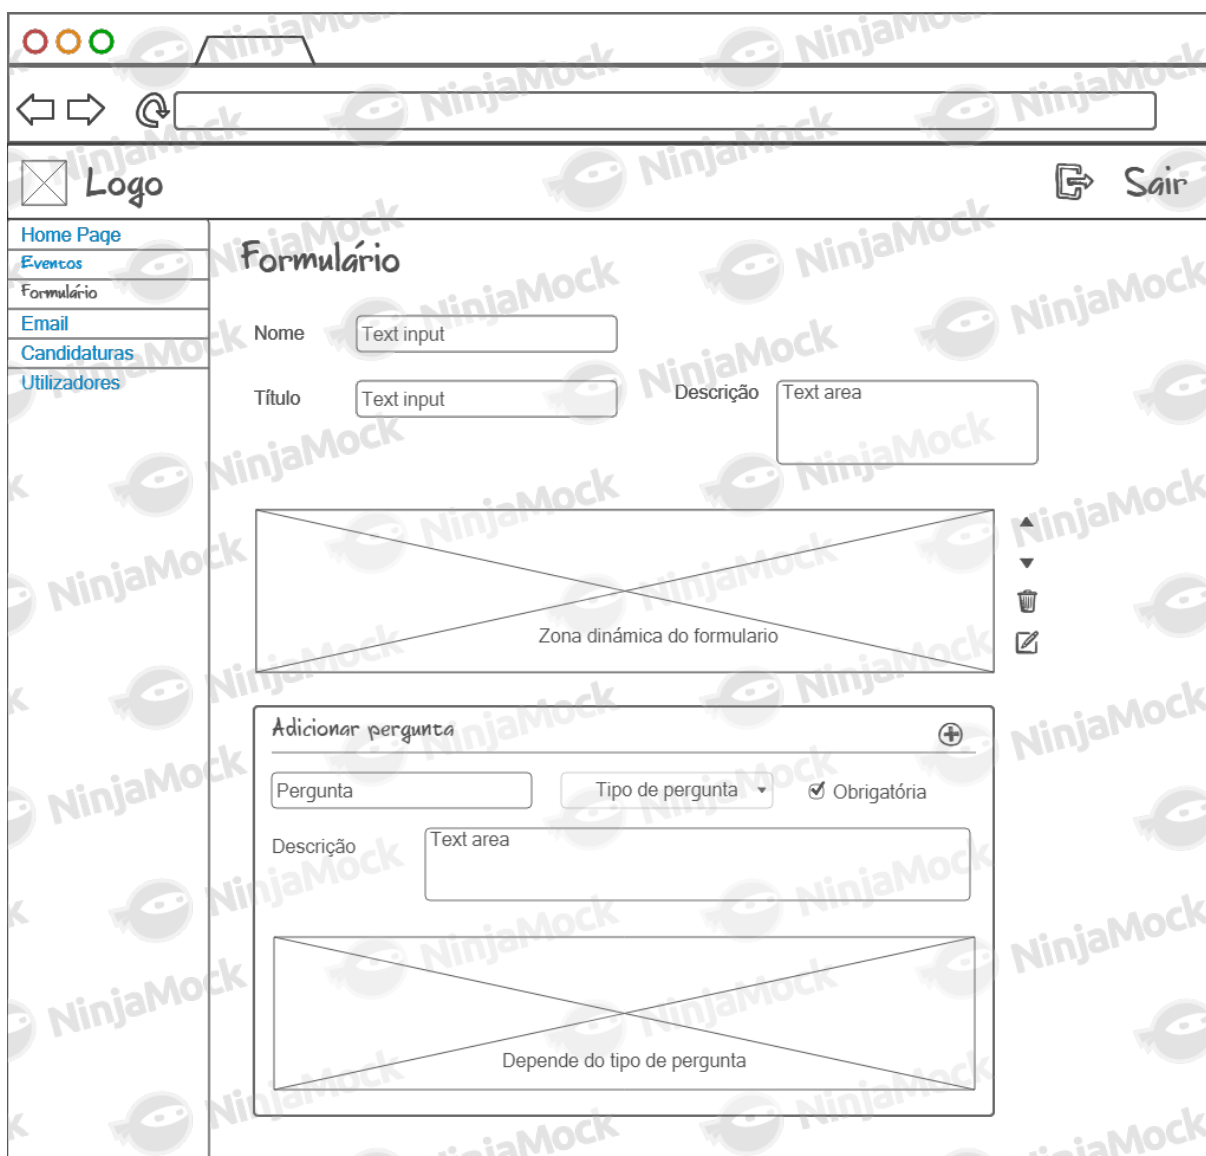 Logo
Sair
Home Page
Eventos
Formulário
Email
Candidaturas
Utilizadores
Formulário
Nome
Text input
Título
Text input
Descrição
Text area
Zona dinámica do formulario
Adicionar pergunta
Pergunta
Tipo de pergunta
Obrigatória
Descrição
Text area
Depende do tipo de pergunta
NinjaMock